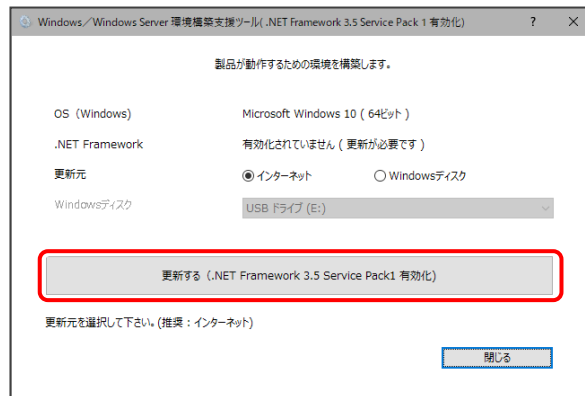 Windows／Windows Server 環境構築支援ツール( .NET Framework 3.5 Service Pack 1 有効化)　?　×
製品が動作するための環境を構築します。
OS（Windows)　Microsoft Windows 10 ( 64ビット )
.NET Framework　有効化されていません ( 更新が必要です )
更新元　インターネット　Windowsディスク
Windowsディスク　USB ドライブ (E:)
更新する（.NET Framework 3.5 Service Pack1 有効化)
更新元を選択して下さい。(推奨：インターネット)
閉じる